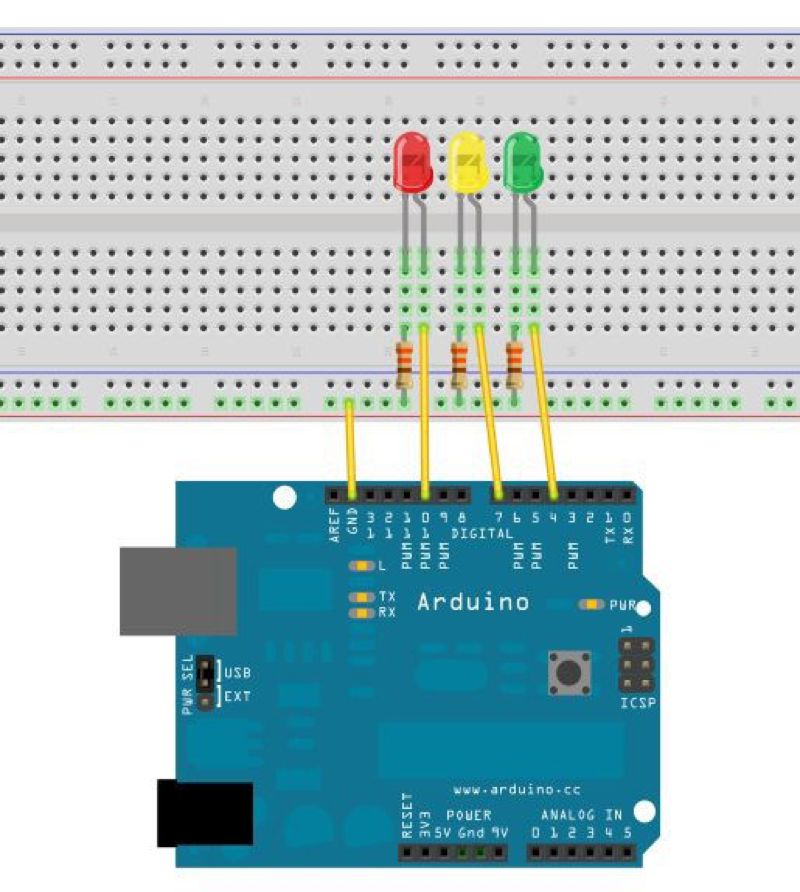 AREF
GND
13
12
11
10
9
8
7
6
5
4
3
2
1
0
PWM
PWM
PWM
PWM
PWM
PWM
TX
RX
DIGITAL
L
TX
RX
Arduino
PWR
1
USB
EXT
PWR SEL
ICSP
www.arduino.cc
POWER
ANALOG IN
RESET
3V3
5V Gnd 9V
0 1 2 3 4 5